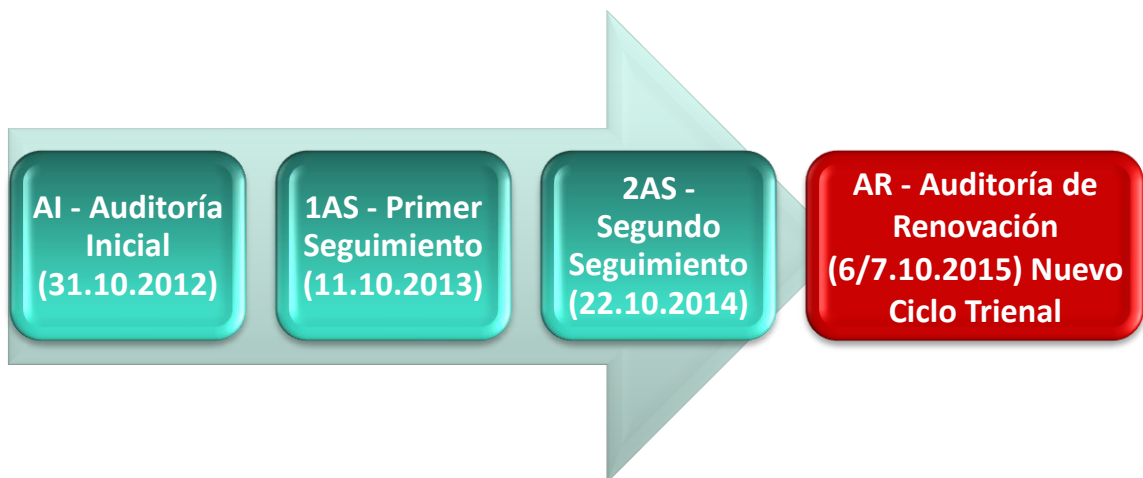 AI - Auditoría
Inicial
(31.10.2012)
1AS - Primer
Seguimiento
(11.10.2013)
2AS -
Segundo
Seguimiento
(22.10.2014)
AR - Auditoría de
Renovación
(6/7.10.2015) Nuevo
Ciclo Trienal